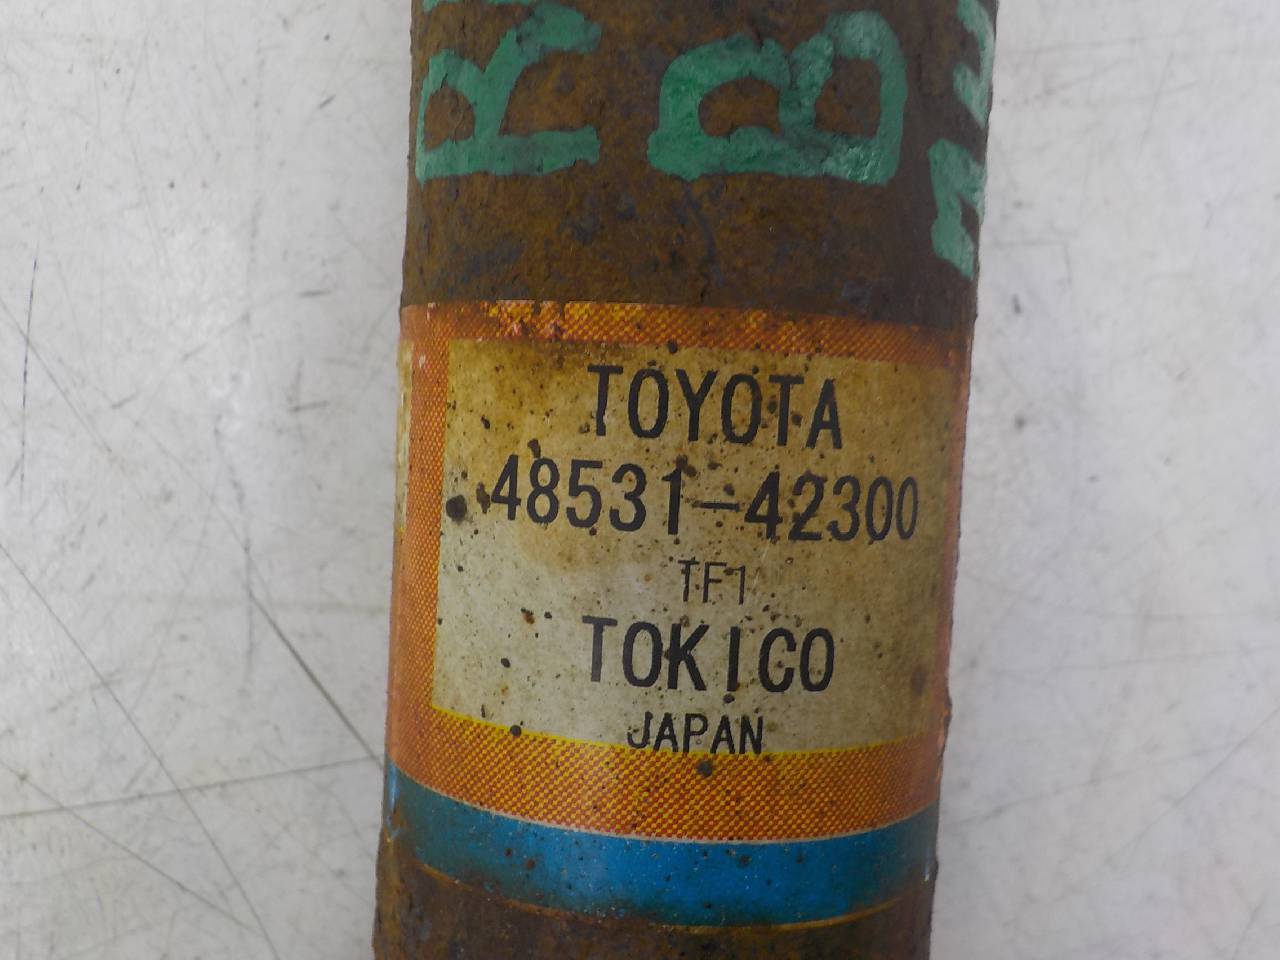 R B
TOYOTA
48531-42300
TF1
TOKICO
JAPAN